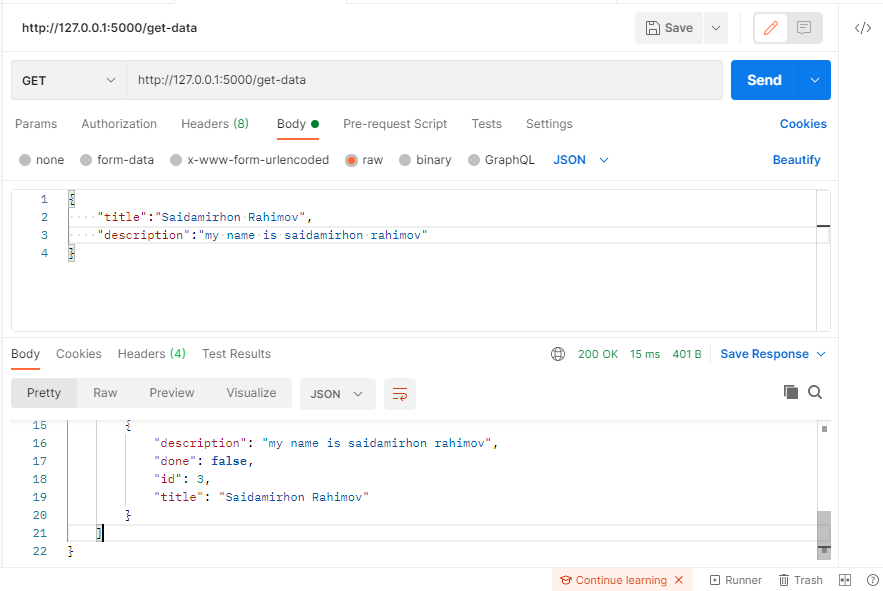 http://127.0.0.1:5000/get-data Save
GET http://127.0.0.1:5000/get-data Send
Params Authorization Headers (8) Body Pre-request Script Tests Settings Cookies
none form-data x-www-form-urlencoded raw binary GraphQL JSON Beautify
1 {
2 "title":"Saidamirhon Rahimov",
3 "description":"my name is saidamirhon rahimov"
4 }
Body Cookies Headers (4) Test Results 200 OK 15 ms 401 B Save Response
Pretty Raw Preview Visualize JSON
15 {
16 "description": "my name is saidamirhon rahimov",
17 "done": false,
18 "id": 3,
19 "title": "Saidamirhon Rahimov"
20 }
21 ]
22 }
Continue learning Runner Trash